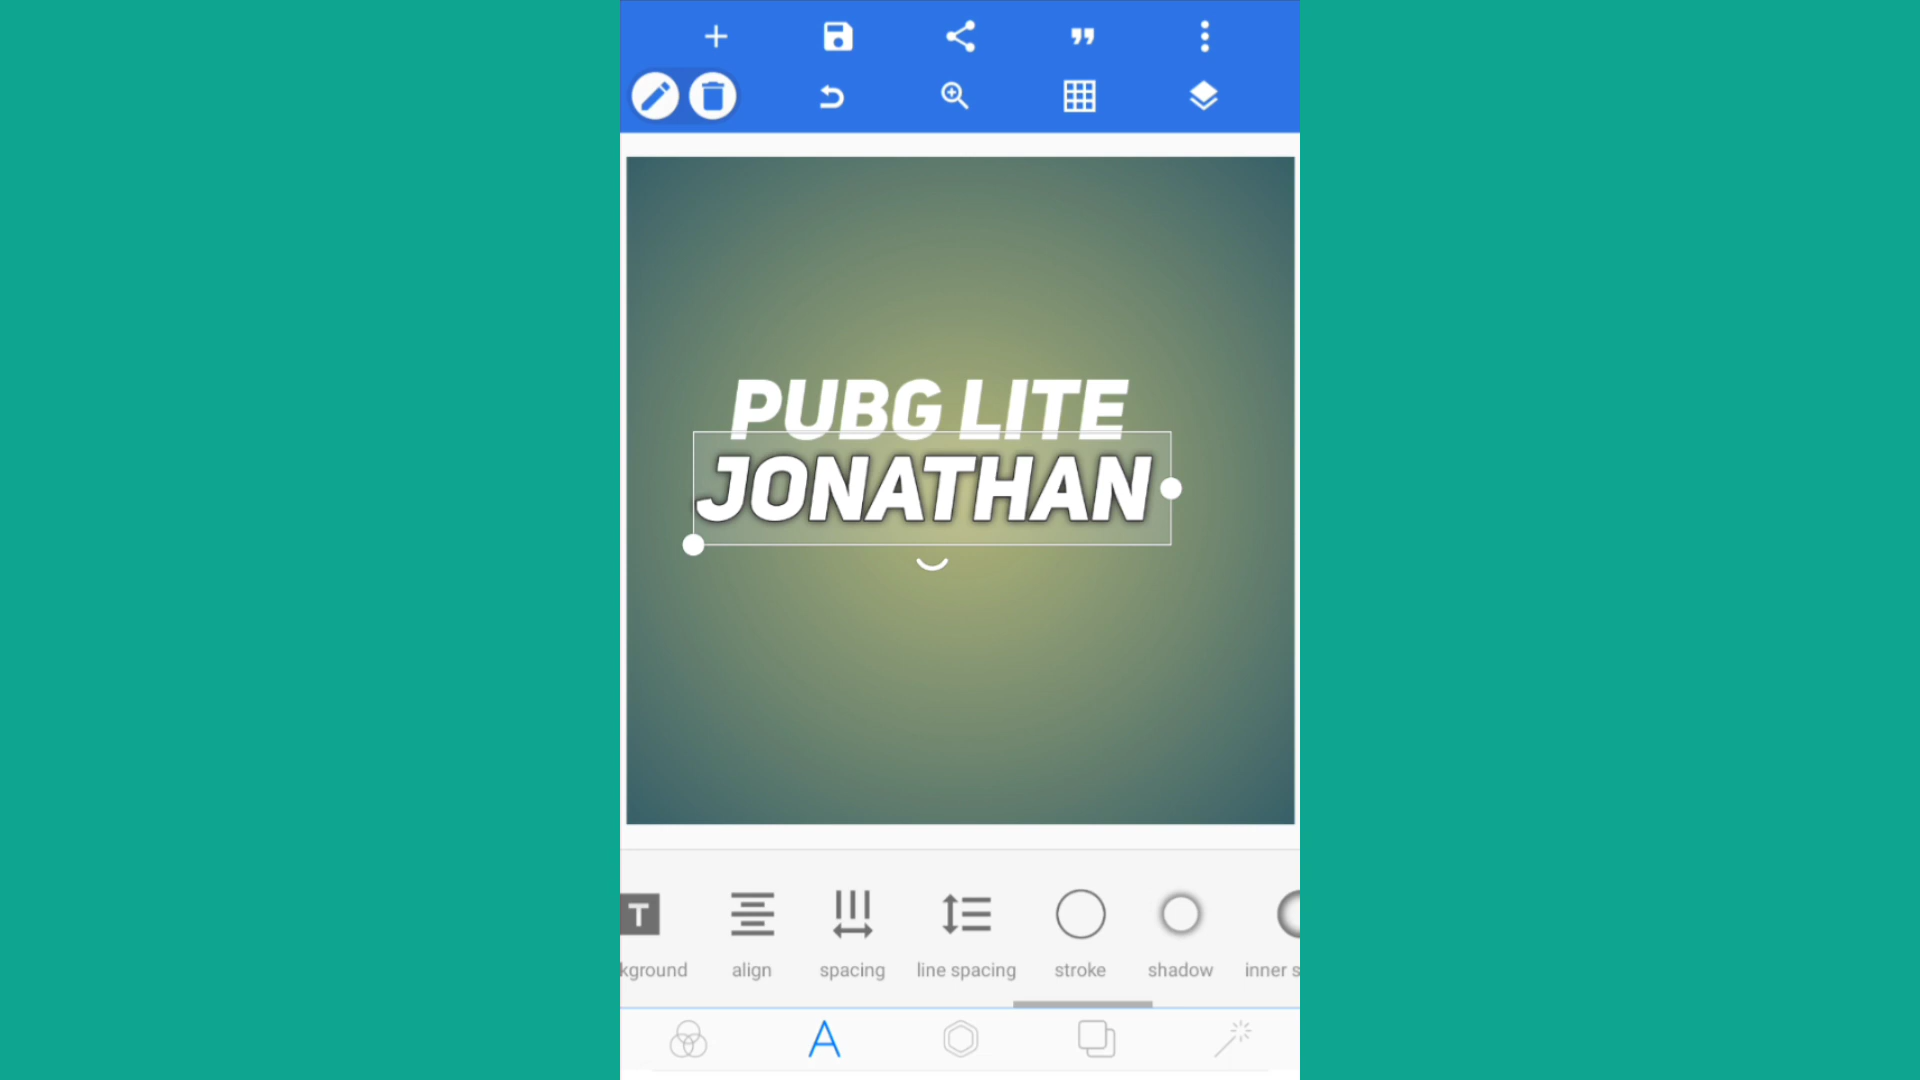 PUBG LITE
JONATHAN
T
kground align spacing line spacing stroke shadow inner s
A